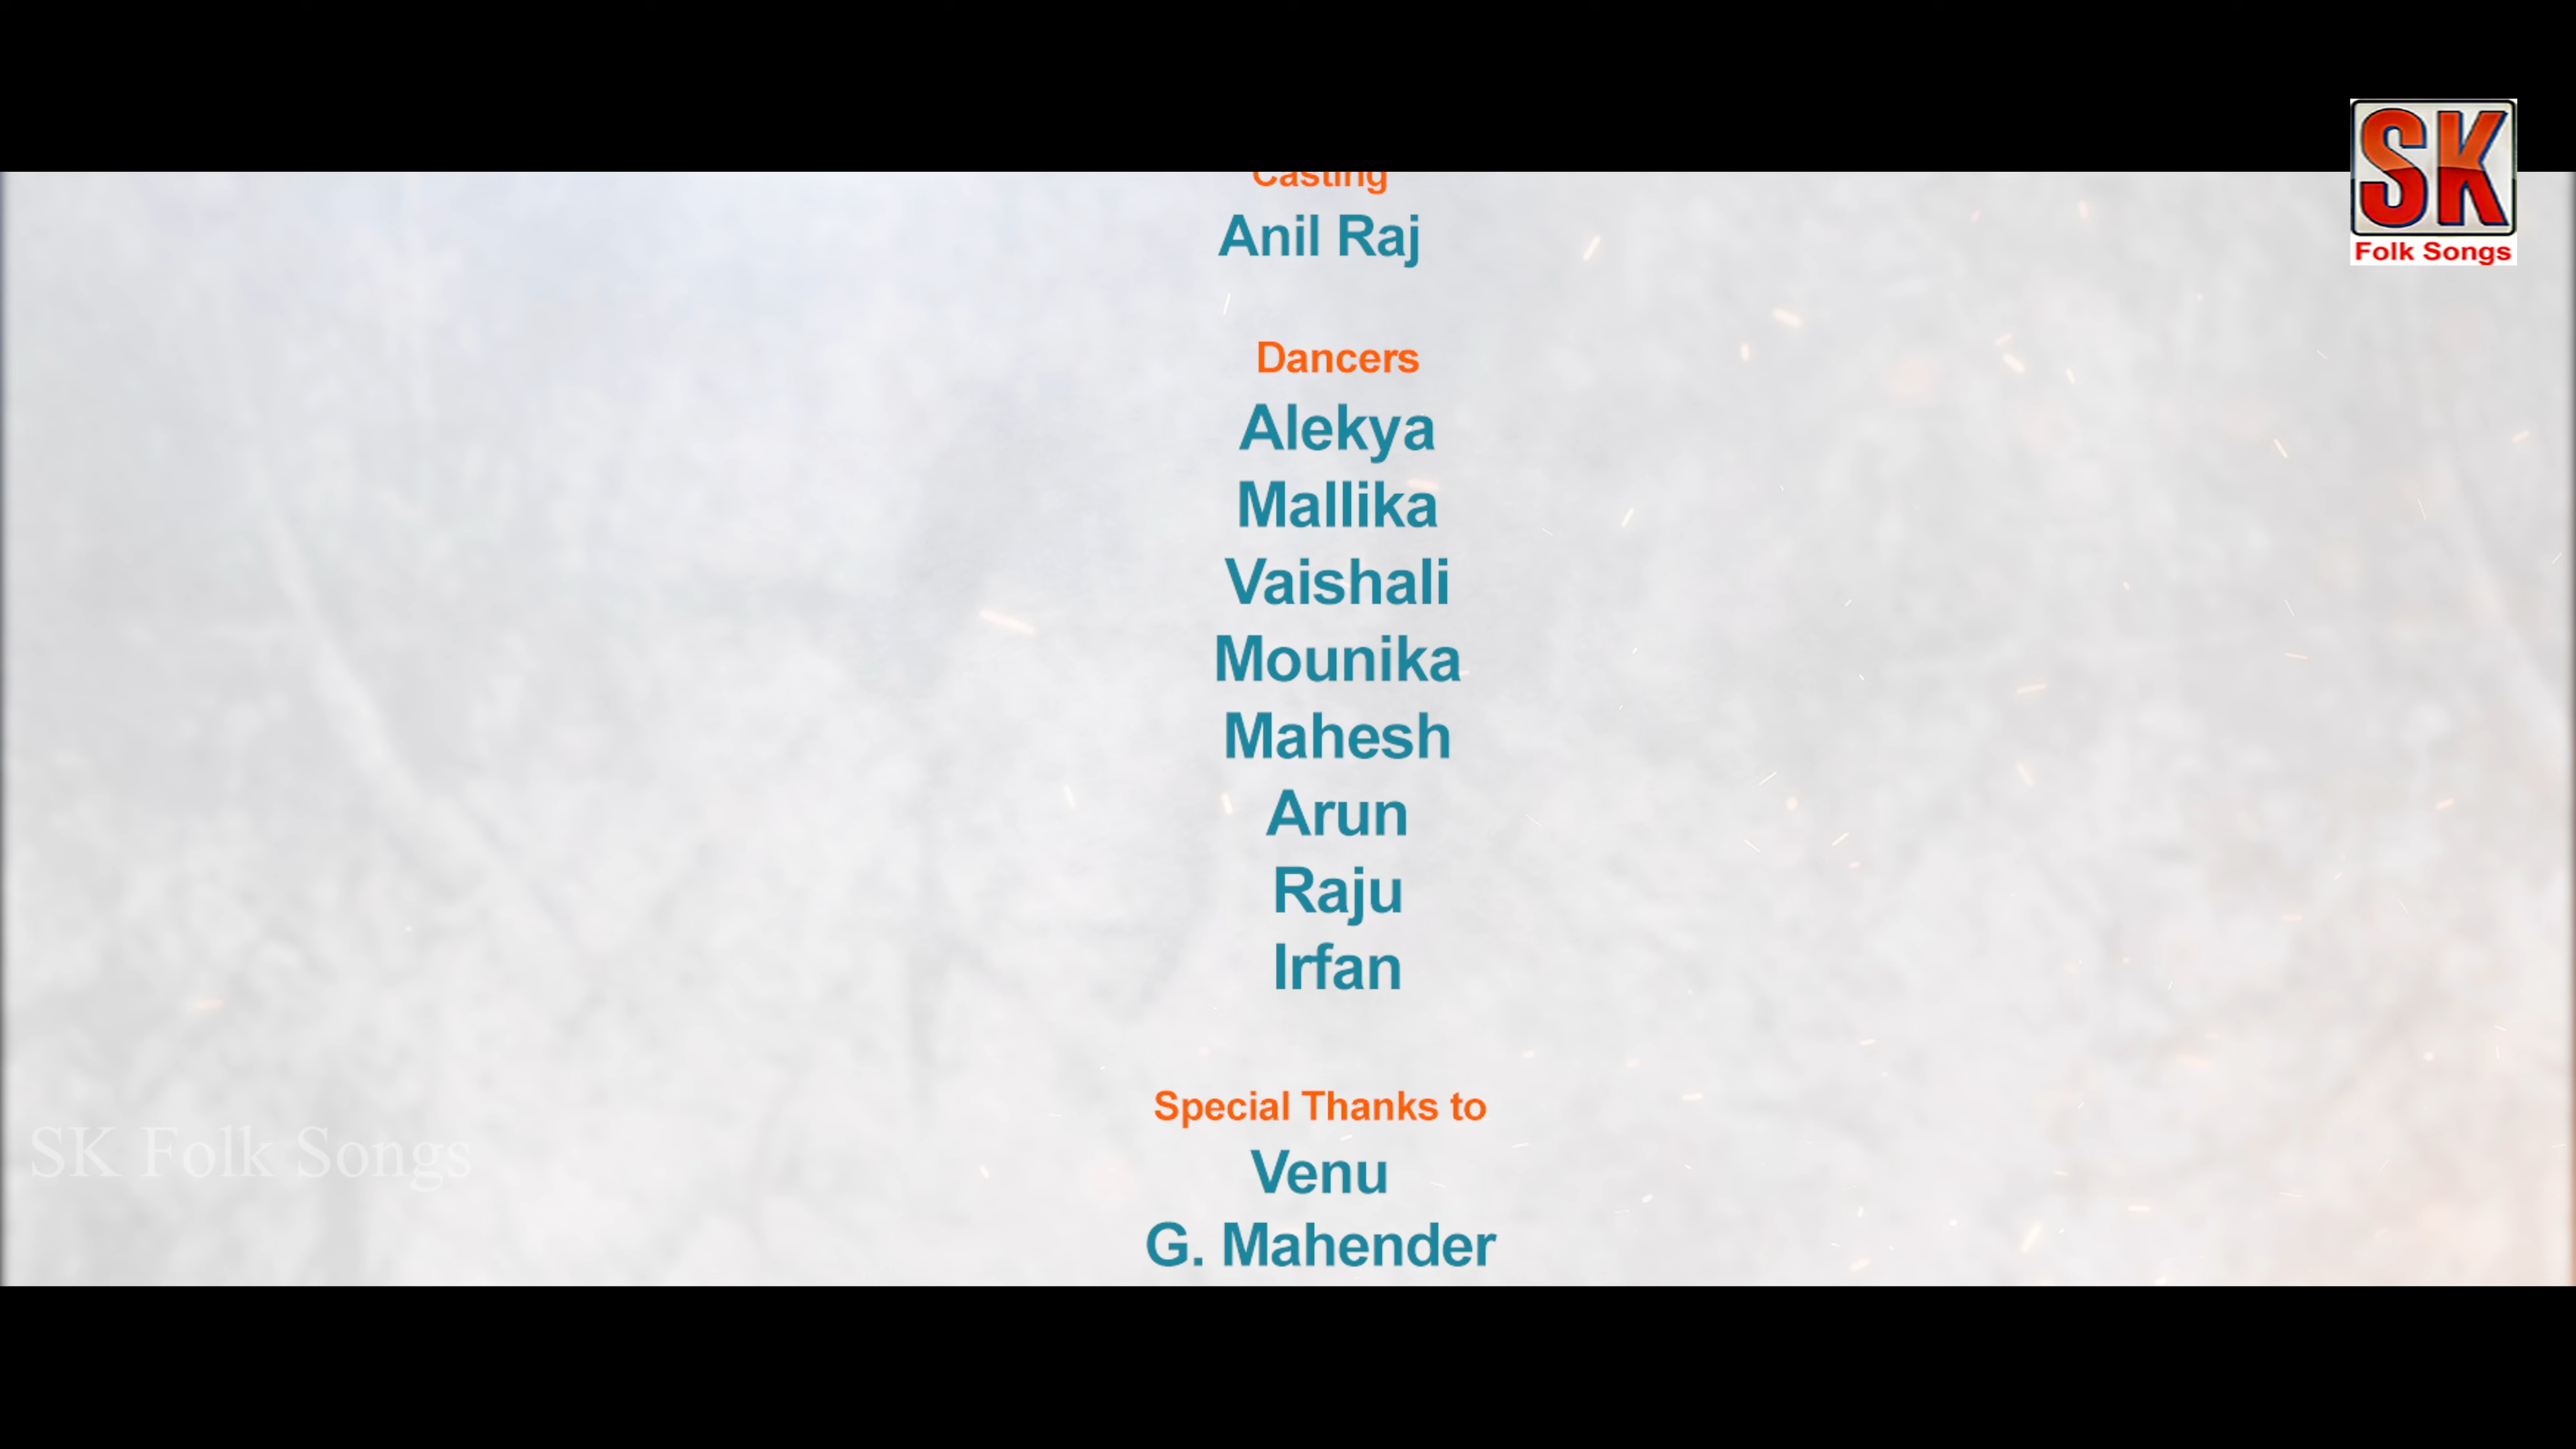 SK
Folk Songs
Casting
Anil Raj
Dancers
Alekya
Mallika
Vaishali
Mounika
Mahesh
Arun
Raju
Irfan
Special Thanks to
Venu
G. Mahender
SK Folk Songs